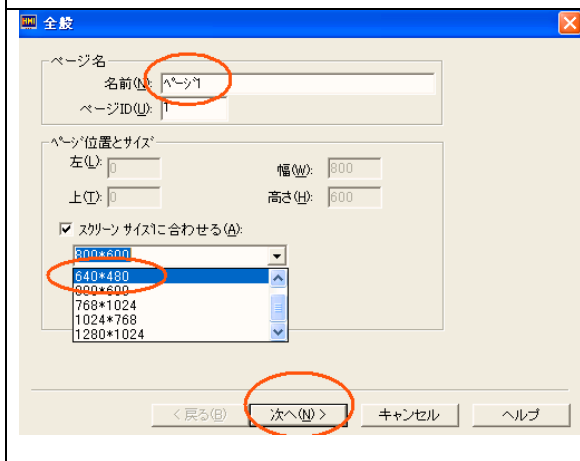 HMI 全般
ページ名
名前(N): ﾍﾟｰｼﾞ1
ページID(U): 1
ﾍﾟｰｼﾞ位置とｻｲｽﾞ
左(L): 0 幅(W): 800
上(T): 0 高さ(H): 600
ｽｸﾘｰﾝ ｻｲｽﾞに合わせる(A):
800*600
640*480
800*600
768*1024
1024*768
1280*1024
< 戻る(B) 次へ(N) > キャンセル ヘルプ